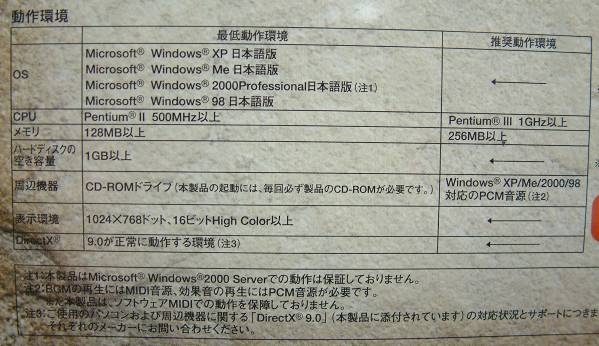 動作環境
最低動作環境 推奨動作環境
OS Microsoft® Windows® XP 日本語版
Microsoft® Windows® Me 日本語版
Microsoft® Windows® 2000Professional日本語版(注1)
Microsoft® Windows® 98 日本語版
←
CPU Pentium® II 500MHz以上 Pentium® III 1GHz以上
メモリ 128MB以上 256MB以上
ハードディスクの
空き容量 1GB以上 ←
周辺機器 CD-ROMドライブ(本製品の起動には、毎回必ず製品のCD-ROMが必要です。) Windows® XP/Me/2000/98
対応のPCM音源(注2)
表示環境 1024×768ドット、16ビットHigh Color以上 ←
DirectX® 9.0が正常に動作する環境(注3) ←
注1:本製品はMicrosoft® Windows®2000 Serverでの動作は保証しておりません。
注2:BGMの再生にはMIDI音源、効果音の再生にはPCM音源が必要です。
※た本製品は、ソフトウェアMIDIでの動作を保障しておりません。
注3:ご使用のパソコンおよび周辺機器に関する「DirectX® 9.0」(本製品に添付されています)の対応状況とサポートにつきま
それぞれのメーカーにお問い合わせください。